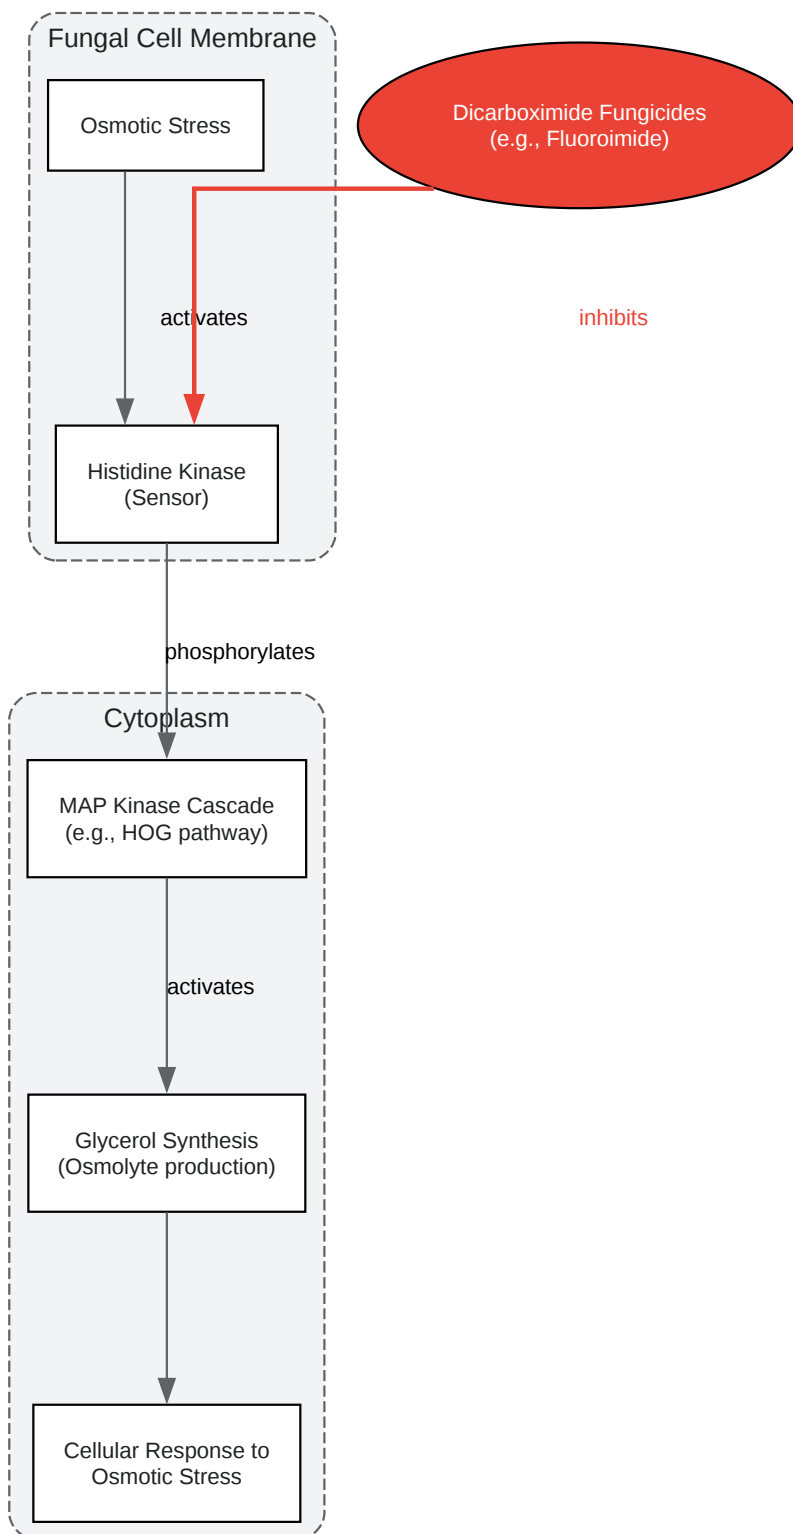 Fungal Cell Membrane
Osmotic Stress
Dicarboximide Fungicides
(e.g., Fluoroimide)
activates
inhibits
Histidine Kinase
(Sensor)
phosphorylates
Cytoplasm
MAP Kinase Cascade
(e.g., HOG pathway)
activates
Glycerol Synthesis
(Osmolyte production)
Cellular Response to
Osmotic Stress